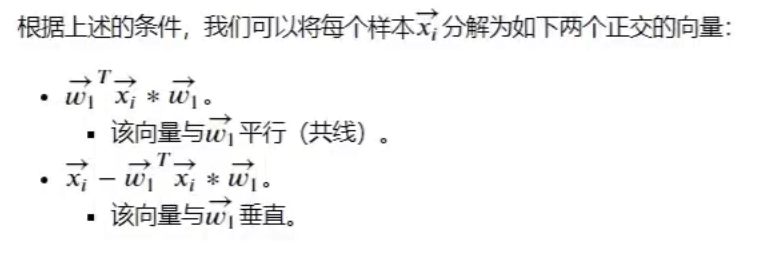 根据上述的条件，我们可以将每个样本$\overrightarrow{x_i}$分解为如下两个正交的向量：
• $\overrightarrow{w_1}^T\overrightarrow{x_i} * \overrightarrow{w_1}$。
▪ 该向量与$\overrightarrow{w_1}$平行（共线）。
• $\overrightarrow{x_i} - \overrightarrow{w_1}^T\overrightarrow{x_i} * \overrightarrow{w_1}$。
▪ 该向量与$\overrightarrow{w_1}$垂直。